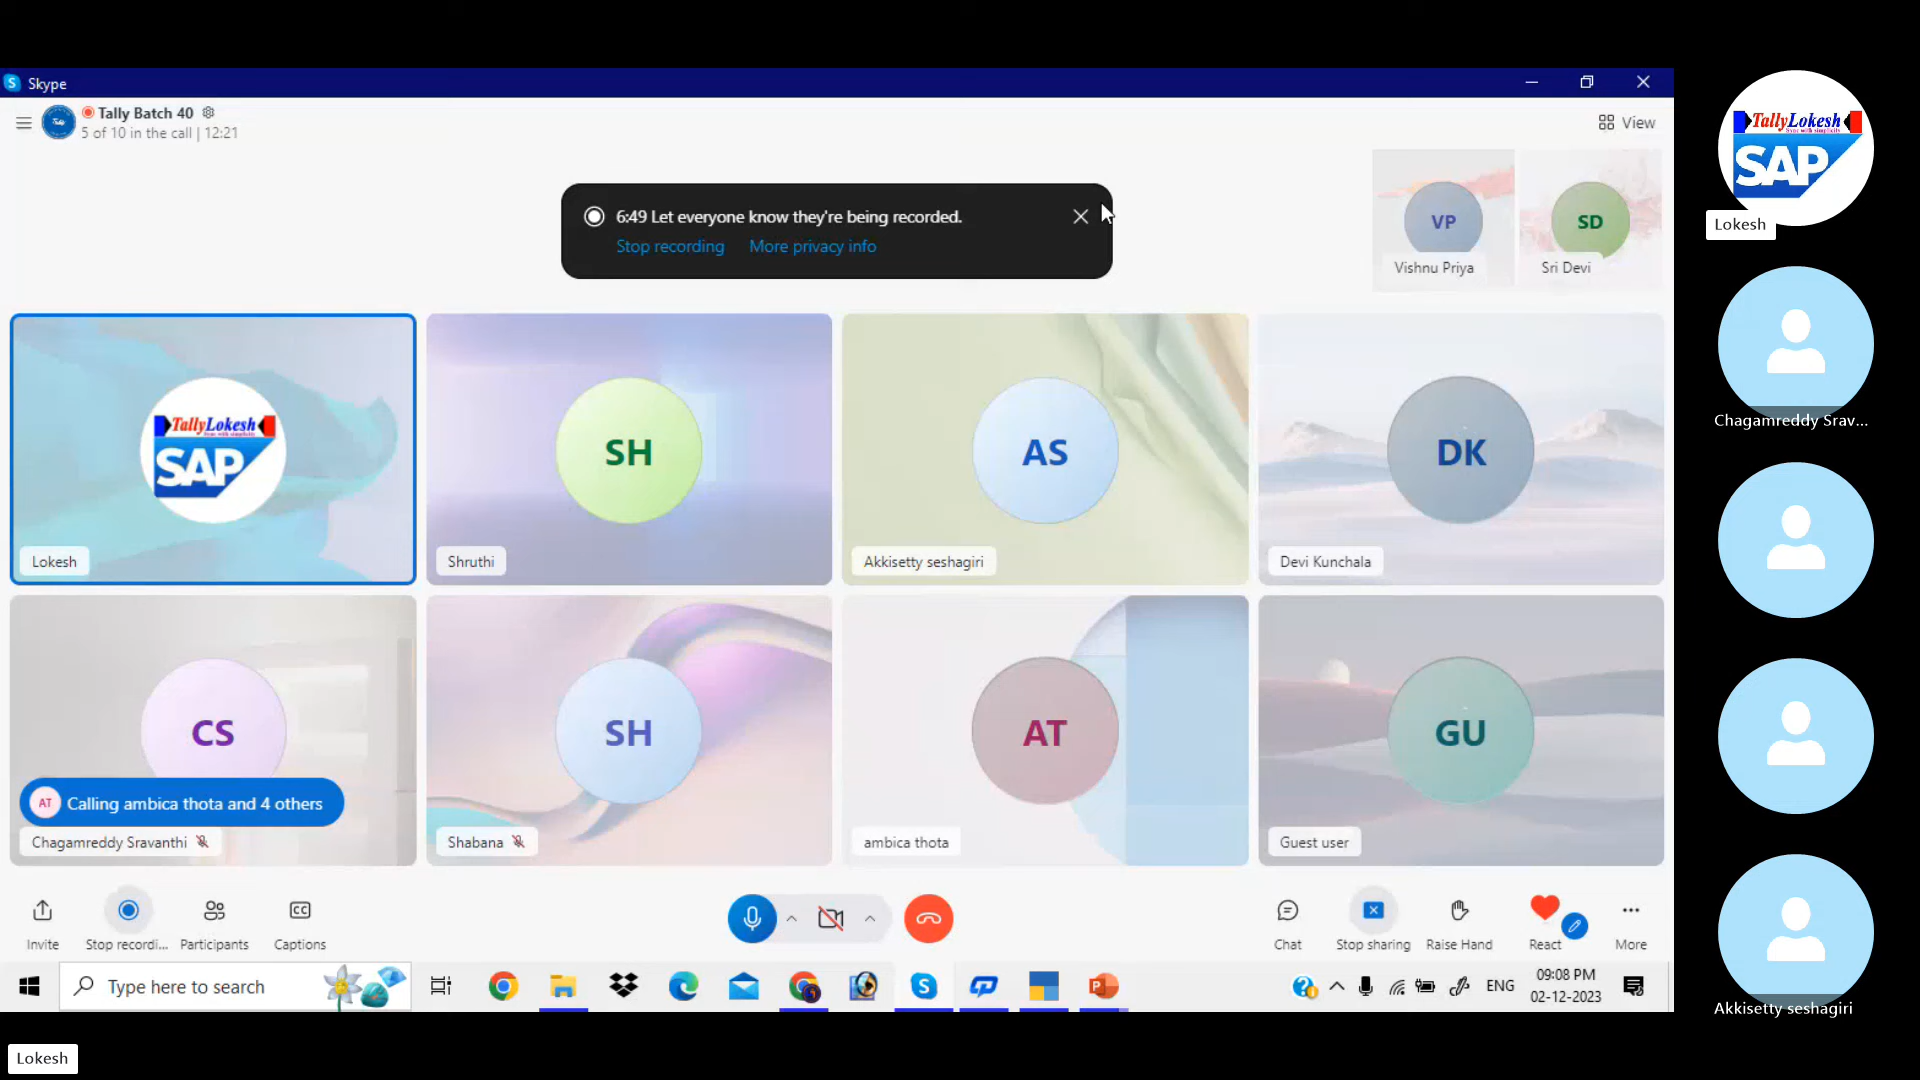 Skype
Tally Batch 40
5 of 10 in the call | 12:21
View
6:49 Let everyone know they're being recorded.
Stop recording More privacy info
VP
Vishnu Priya
SD
Sri Devi
TallyLokesh
SAP
Lokesh
SH
Shruthi
AS
Akkisetty seshagiri
DK
Devi Kunchala
CS
AT Calling ambica thota and 4 others
Chagamreddy Sravanthi
SH
Shabana
AT
ambica thota
GU
Guest user
Invite
Stop recordi...
Participants
CC
Captions
Chat
Stop sharing
Raise Hand
React
More
Type here to search
ENG
09:08 PM
02-12-2023
Lokesh
TallyLokesh
Sync with simplicity
SAP
Lokesh
Chagamreddy Srav...
Akkisetty seshagiri